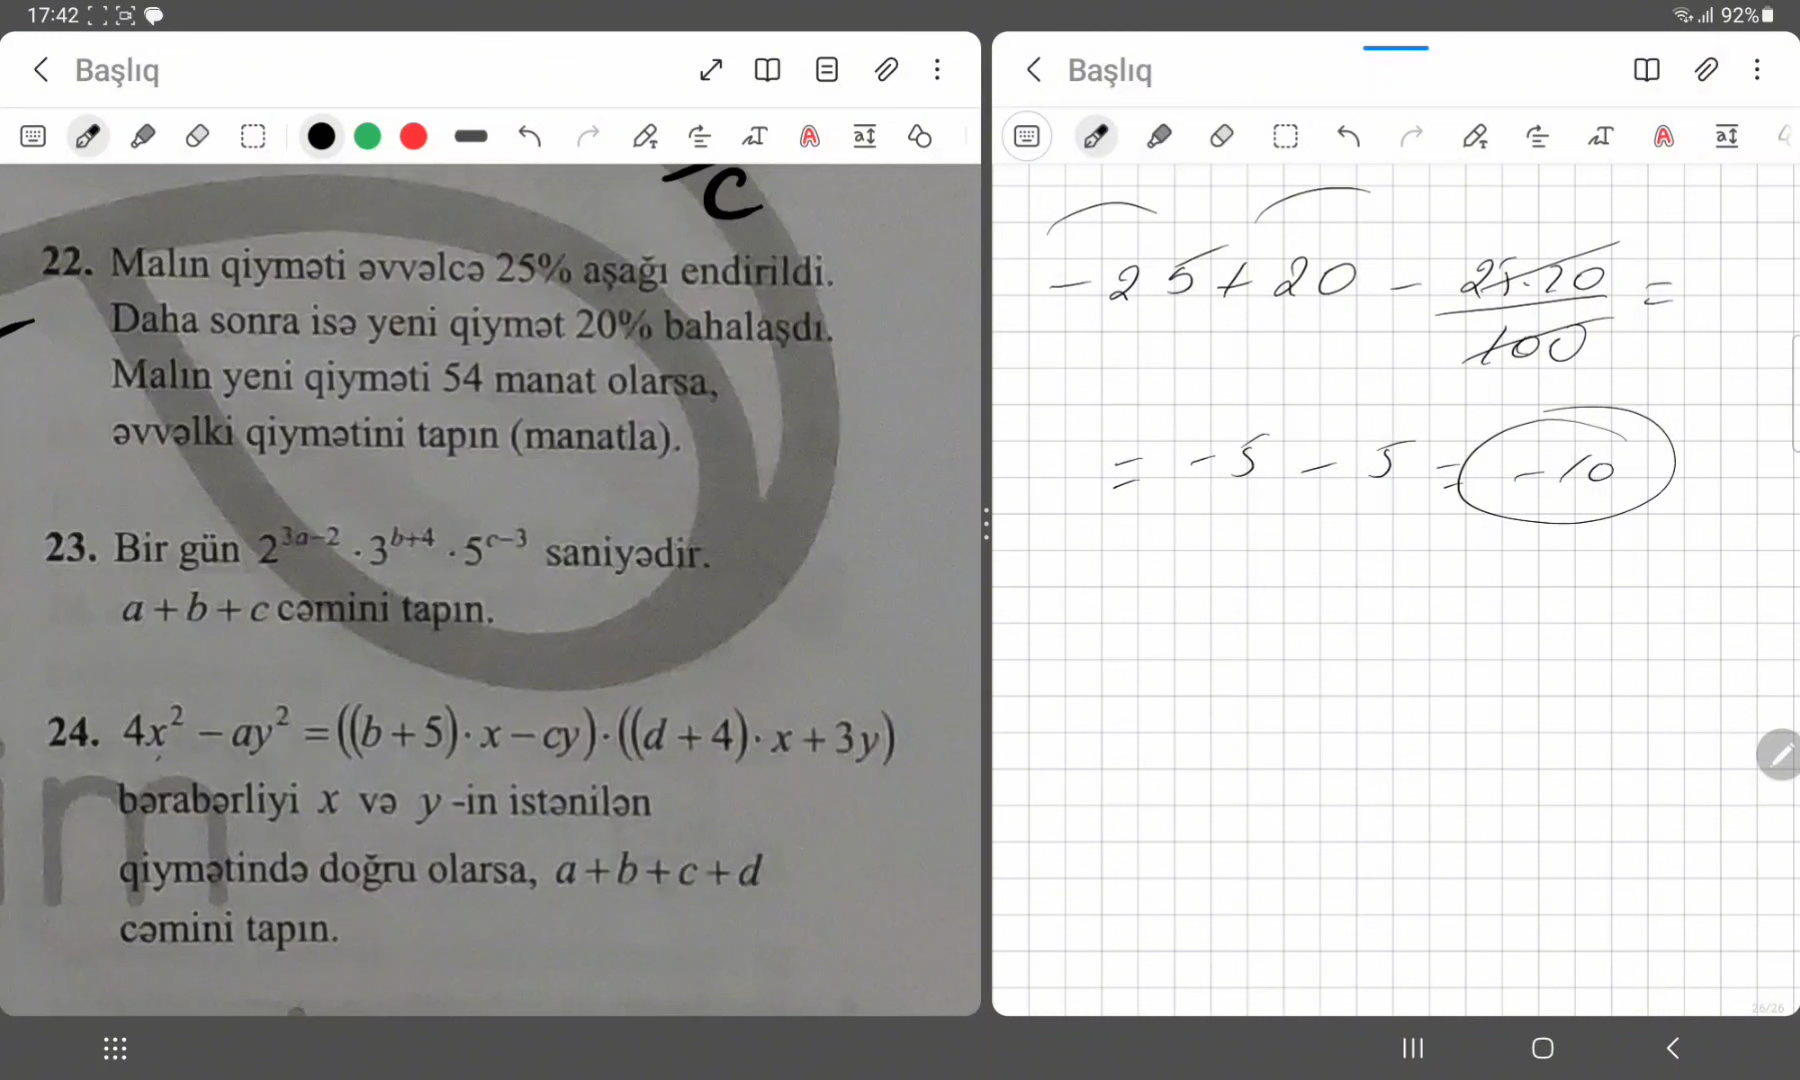 17:42
92%
Başlıq
Başlıq
c
22. Malın qiyməti əvvəlcə 25% aşağı endirildi.
Daha sonra isə yeni qiymət 20% bahalaşdı.
Malın yeni qiyməti 54 manat olarsa,
əvvəlki qiymətini tapın (manatla).
23. Bir gün 2^{3a-2} · 3^{b+4} · 5^{c-3} saniyədir.
a + b + c cəmini tapın.
24. 4x² − ay² = ((b + 5) · x − cy) · ((d + 4) · x + 3y)
bərabərliyi x və y -in istənilən
qiymətində doğru olarsa, a + b + c + d
cəmini tapın.
im
− 25 + 20 − 25·20/100 =
= − 5 − 5 = − 10
26/26